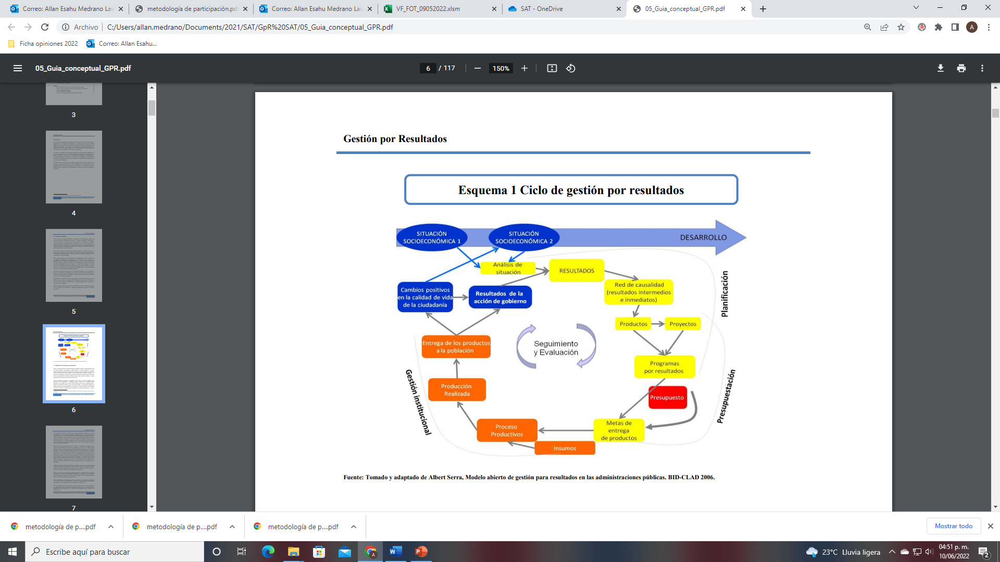 Correo: Allan Esahu Medrano Lai
metodología de participación.pd
Correo: Allan Esahu Medrano Lai
VF_FOT_09052022.xlsm
SAT - OneDrive
05_Guia_conceptual_GPR.pdf
Archivo
C:/Users/allan.medrano/Documents/2021/SAT/GpR%20SAT/05_Guia_conceptual_GPR.pdf
A
Ficha opiniones 2022
Correo: Allan Esahu...
05_Guia_conceptual_GPR.pdf
6 / 117
150%
3
4
5
6
7
Gestión por Resultados
Esquema 1 Ciclo de gestión por resultados
SITUACIÓN
SOCIOECONÓMICA 1
SITUACIÓN
SOCIOECONÓMICA 2
DESARROLLO
Análisis de
situación
RESULTADOS
Red de causalidad
(resultados intermedios
e inmediatos)
Cambios positivos
en la calidad de vida
de la ciudadanía
Resultados de la
acción de gobierno
Planificación
Productos
Proyectos
Seguimiento
y Evaluación
Entrega de los productos
a la población
Programas
por resultados
Gestión institucional
Presupuestación
Producción
Realizada
Presupuesto
Proceso
Productivos
Metas de
entrega
de productos
Insumos
Fuente: Tomado y adaptado de Albert Serra, Modelo abierto de gestión para resultados en las administraciones públicas. BID-CLAD 2006.
metodología de p....pdf
metodología de p....pdf
metodología de p....pdf
Mostrar todo
Escribe aquí para buscar
23°C Lluvia ligera
04:51 p. m.
10/06/2022
2